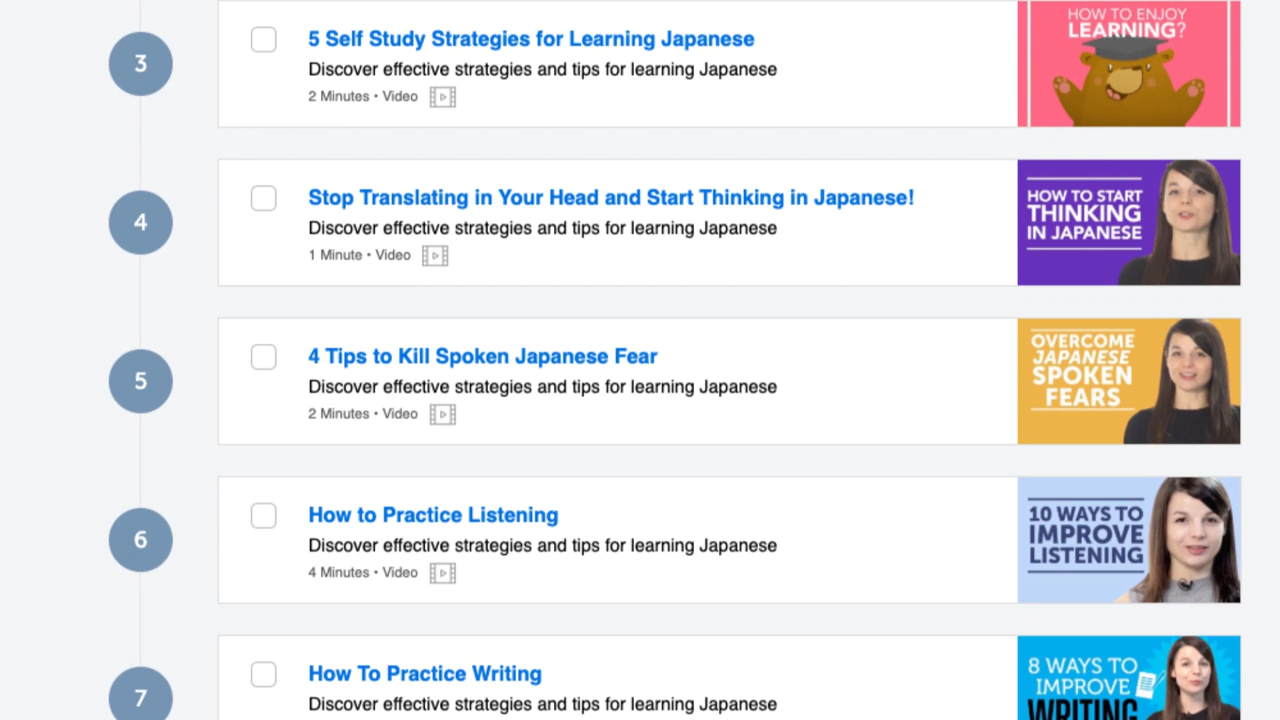 3
5 Self Study Strategies for Learning Japanese
Discover effective strategies and tips for learning Japanese
2 Minutes • Video
HOW TO ENJOY
LEARNING?
4
Stop Translating in Your Head and Start Thinking in Japanese!
Discover effective strategies and tips for learning Japanese
1 Minute • Video
HOW TO START
THINKING
IN JAPANESE
5
4 Tips to Kill Spoken Japanese Fear
Discover effective strategies and tips for learning Japanese
2 Minutes • Video
OVERCOME
JAPANESE
SPOKEN
FEARS
6
How to Practice Listening
Discover effective strategies and tips for learning Japanese
4 Minutes • Video
10 WAYS TO
IMPROVE
LISTENING
7
How To Practice Writing
Discover effective strategies and tips for learning Japanese
8 WAYS TO
IMPROVE
WRITING